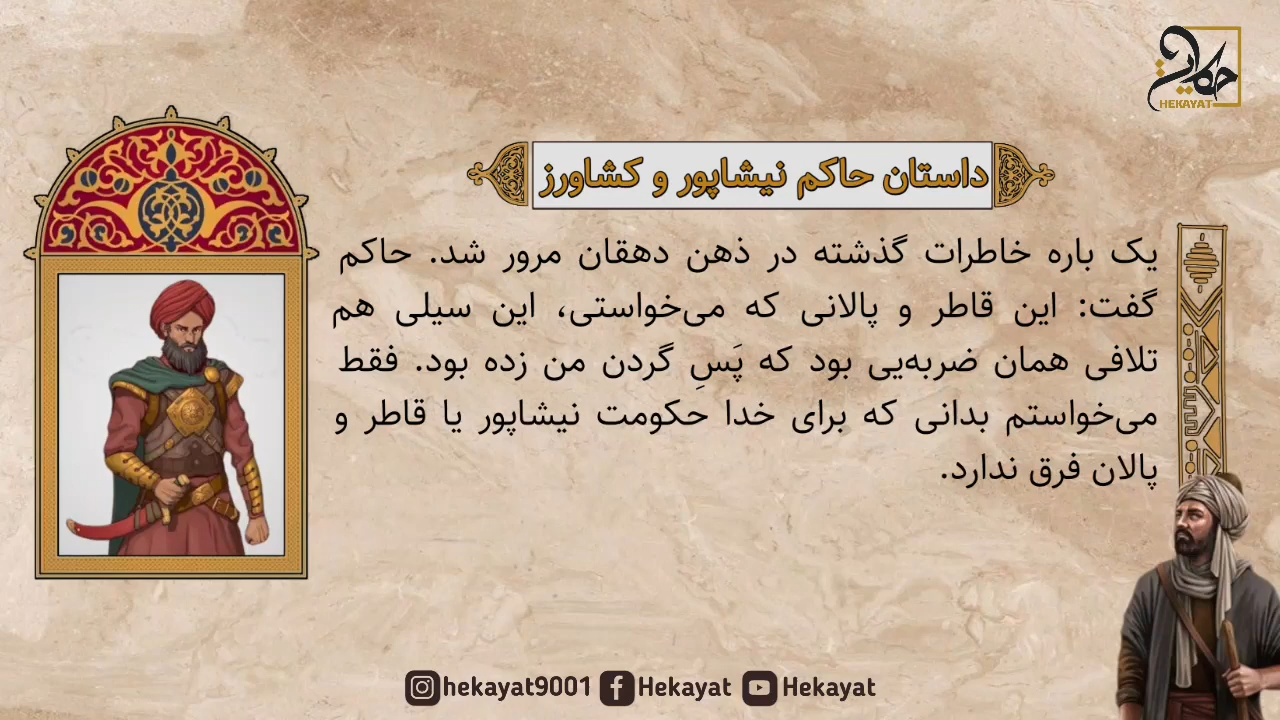 حکایت
HEKAYAT
داستان حاکم نیشاپور و کشاورز
یک باره خاطرات گذشته در ذهن دهقان مرور شد. حاکم
گفت: این قاطر و پالانی که می‌خواستی، این سیلی هم
تلافی همان ضربه‌یی بود که پَسِ گردن من زده بود. فقط
می‌خواستم بدانی که برای خدا حکومت نیشاپور یا قاطر و
پالان فرق ندارد.
hekayat9001 Hekayat Hekayat